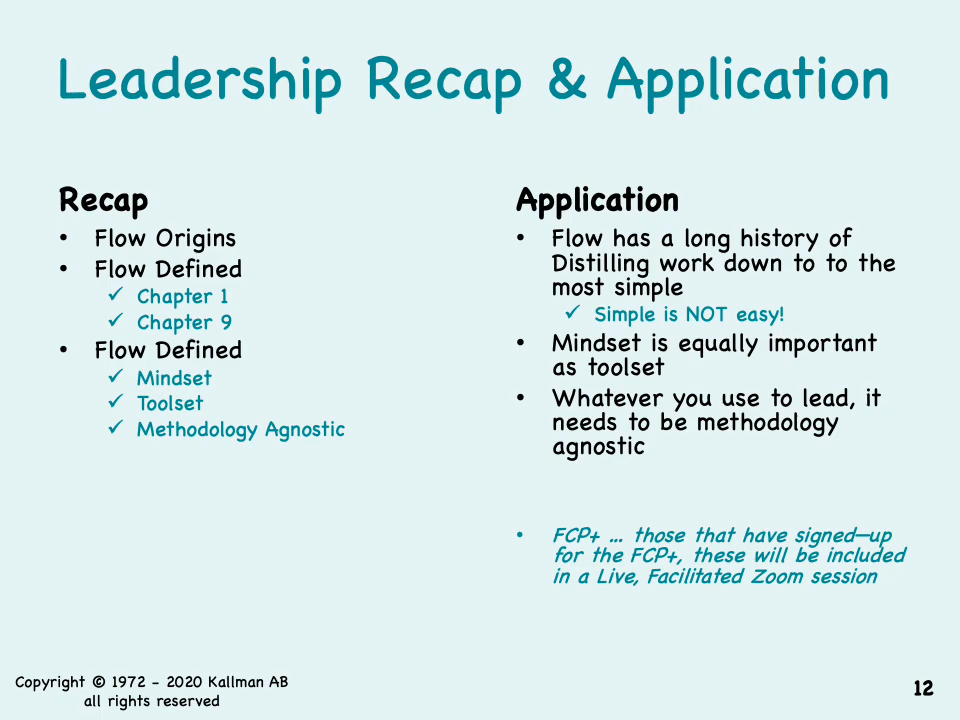 Leadership Recap & Application
Recap
• Flow Origins
• Flow Defined
✓ Chapter 1
✓ Chapter 9
• Flow Defined
✓ Mindset
✓ Toolset
✓ Methodology Agnostic
Application
• Flow has a long history of
Distilling work down to to the
most simple
✓ Simple is NOT easy!
• Mindset is equally important
as toolset
• Whatever you use to lead, it
needs to be methodology
agnostic
• FCP+ ... those that have signed-up
for the FCP+, these will be included
in a Live, Facilitated Zoom session
Copyright © 1972 - 2020 Kallman AB
all rights reserved
12